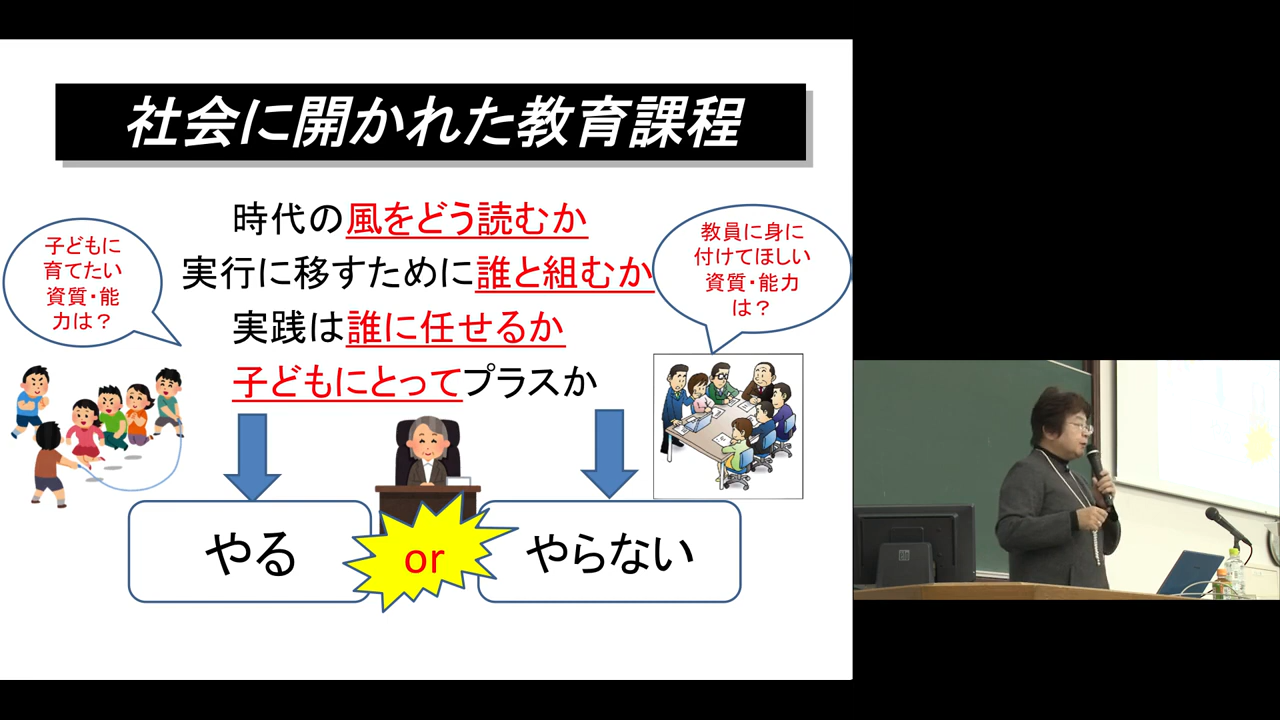 社会に開かれた教育課程
時代の風をどう読むか
実行に移すために誰と組むか
実践は誰に任せるか
子どもにとってプラスか
子どもに
育てたい
資質・能
力は？
教員に身に
付けてほしい
資質・能力
は？
やる
or
やらない